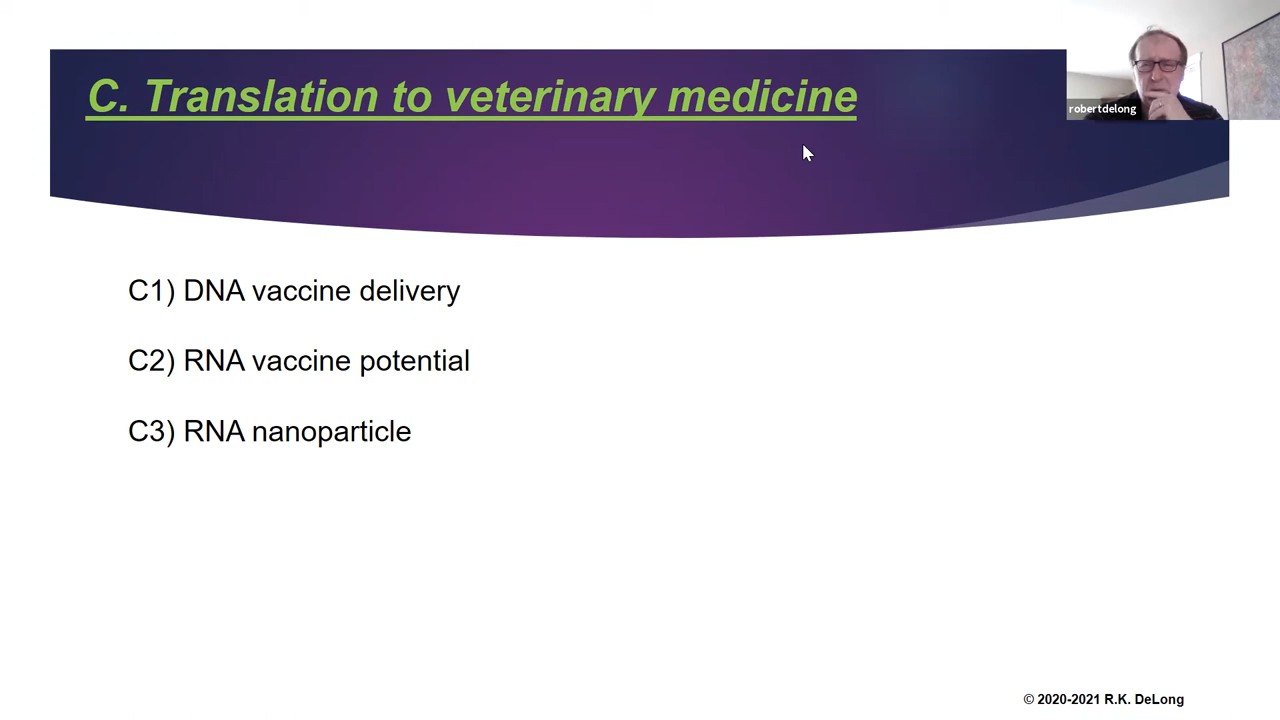 C. Translation to veterinary medicine
robertdelong
C1) DNA vaccine delivery
C2) RNA vaccine potential
C3) RNA nanoparticle
© 2020-2021 R.K. DeLong